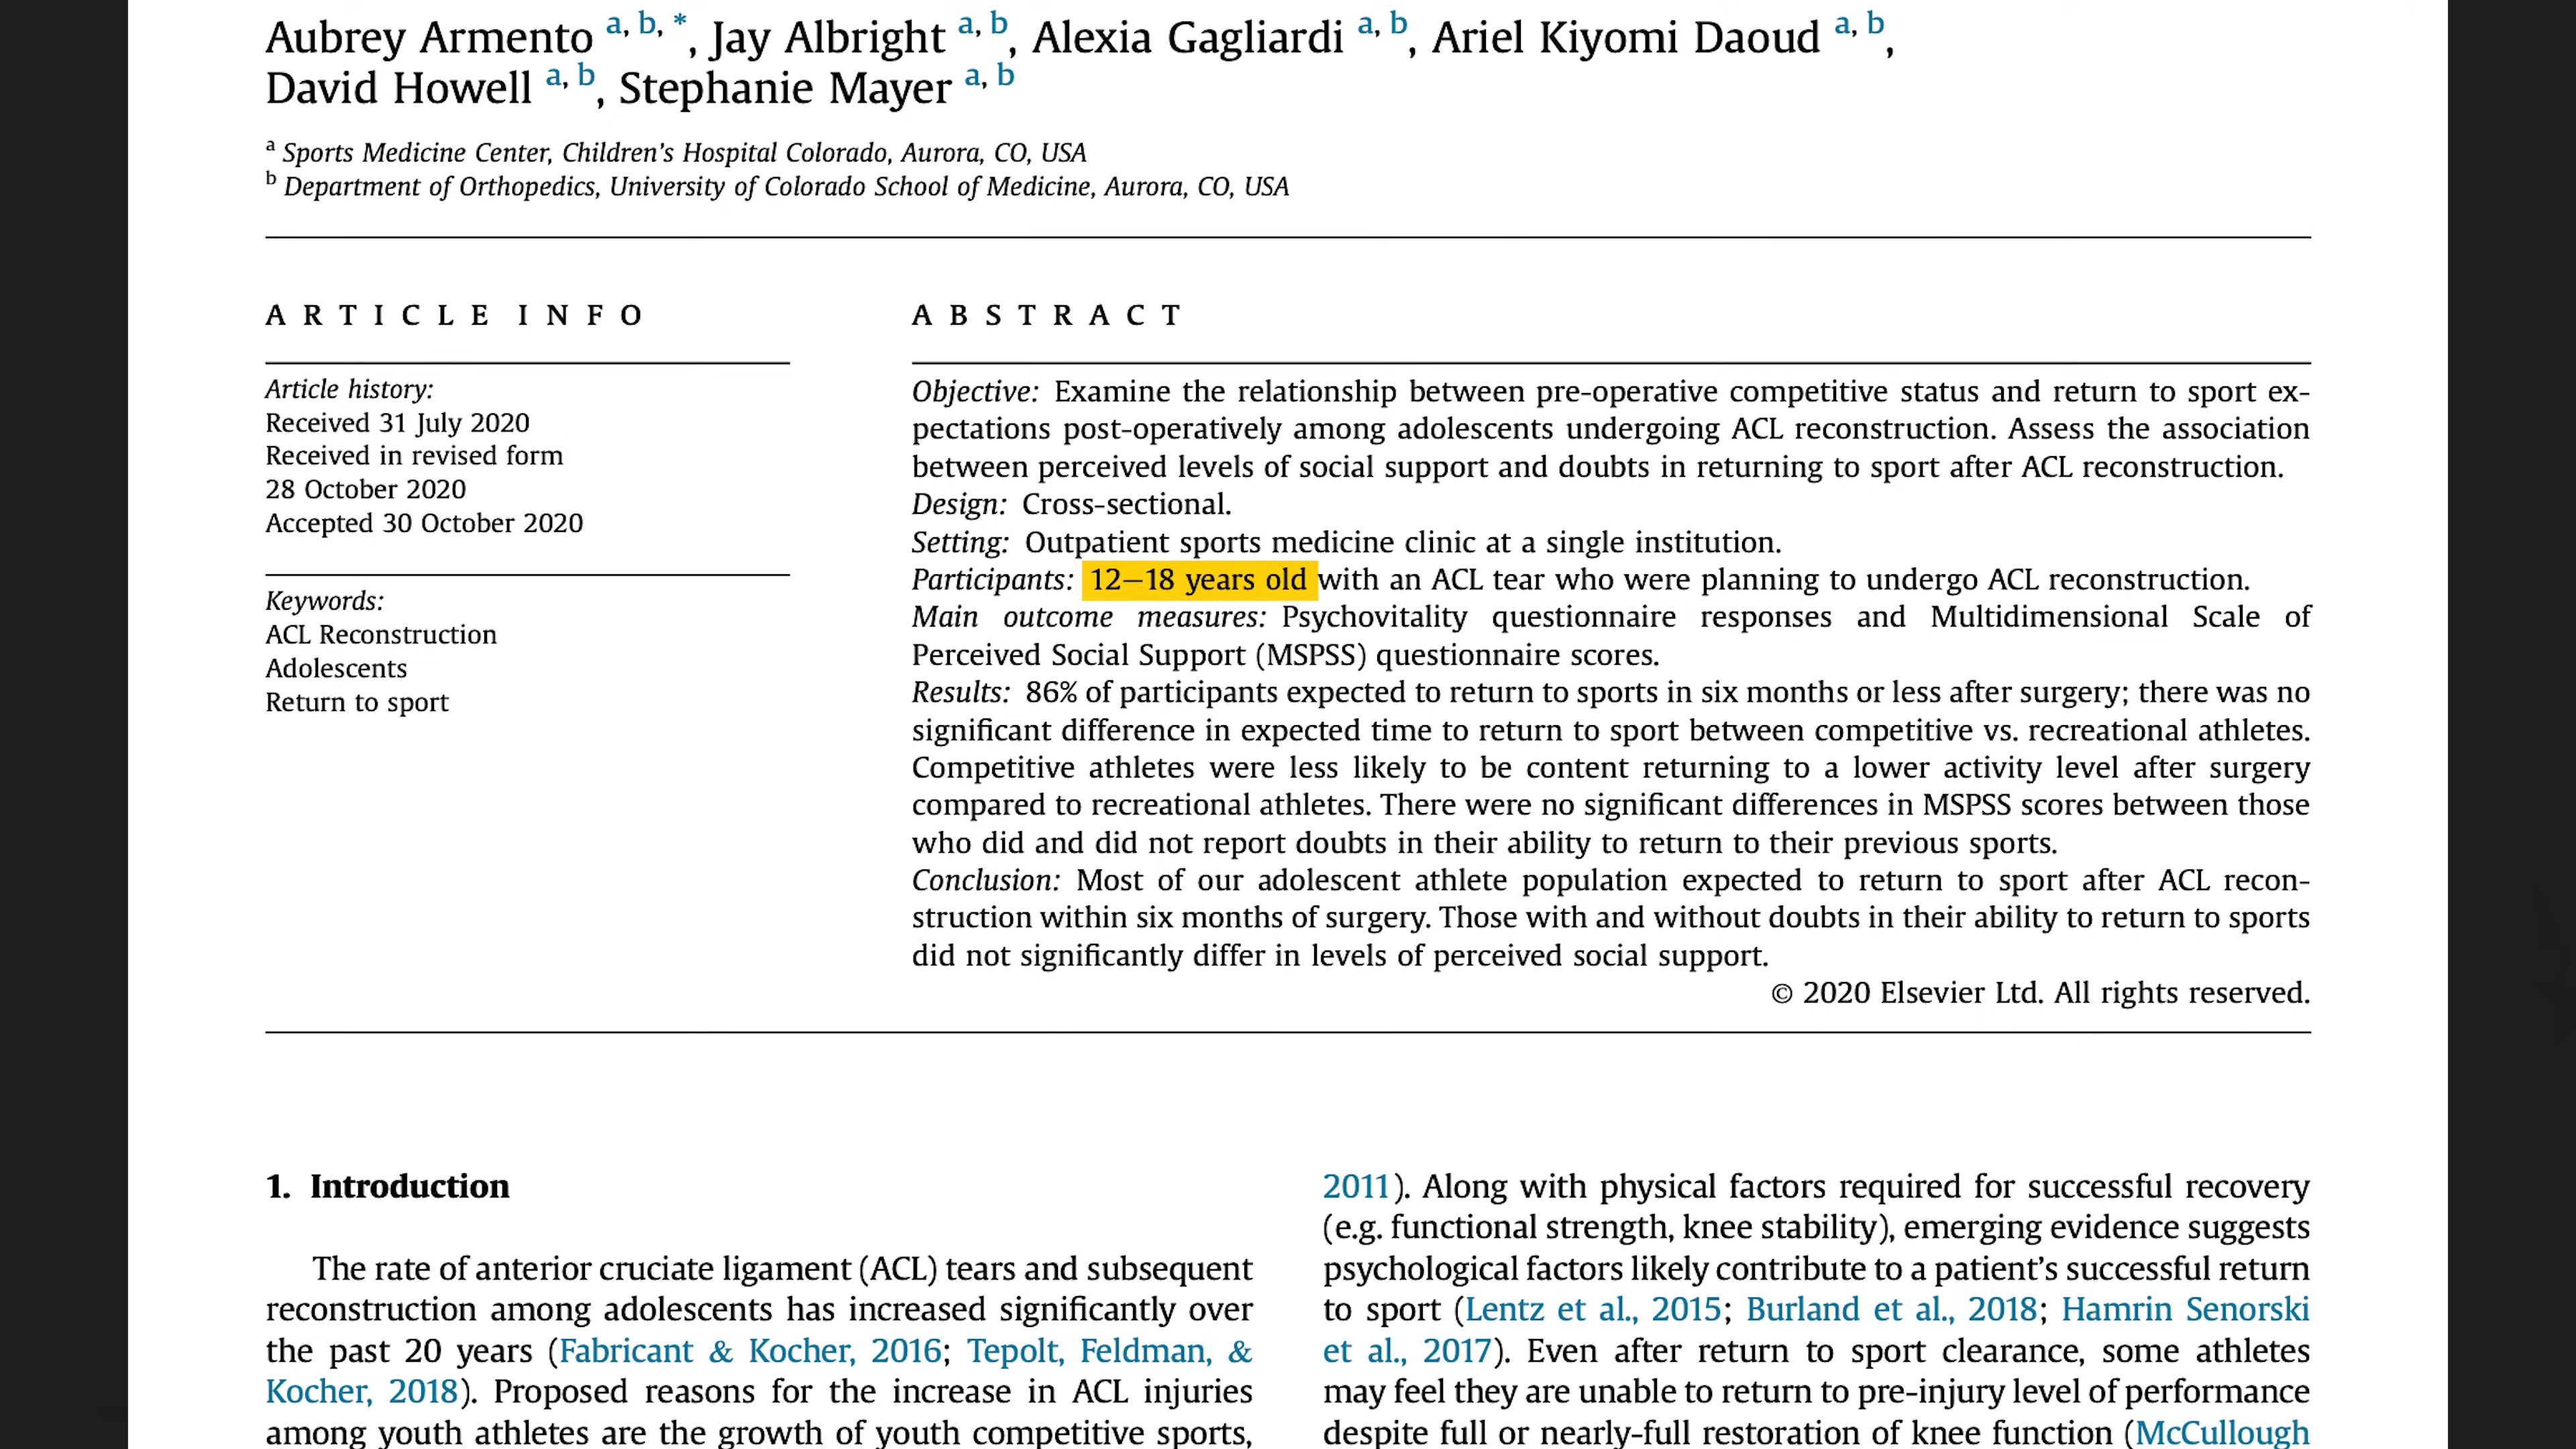 Aubrey Armento a, b, *, Jay Albright a, b, Alexia Gagliardi a, b, Ariel Kiyomi Daoud a, b,
David Howell a, b, Stephanie Mayer a, b
a Sports Medicine Center, Children's Hospital Colorado, Aurora, CO, USA
b Department of Orthopedics, University of Colorado School of Medicine, Aurora, CO, USA
ARTICLE INFO
Article history:
Received 31 July 2020
Received in revised form
28 October 2020
Accepted 30 October 2020
Keywords:
ACL Reconstruction
Adolescents
Return to sport
ABSTRACT
Objective: Examine the relationship between pre-operative competitive status and return to sport ex-
pectations post-operatively among adolescents undergoing ACL reconstruction. Assess the association
between perceived levels of social support and doubts in returning to sport after ACL reconstruction.
Design: Cross-sectional.
Setting: Outpatient sports medicine clinic at a single institution.
Participants: 12–18 years old with an ACL tear who were planning to undergo ACL reconstruction.
Main outcome measures: Psychovitality questionnaire responses and Multidimensional Scale of
Perceived Social Support (MSPSS) questionnaire scores.
Results: 86% of participants expected to return to sports in six months or less after surgery; there was no
significant difference in expected time to return to sport between competitive vs. recreational athletes.
Competitive athletes were less likely to be content returning to a lower activity level after surgery
compared to recreational athletes. There were no significant differences in MSPSS scores between those
who did and did not report doubts in their ability to return to their previous sports.
Conclusion: Most of our adolescent athlete population expected to return to sport after ACL recon-
struction within six months of surgery. Those with and without doubts in their ability to return to sports
did not significantly differ in levels of perceived social support.
© 2020 Elsevier Ltd. All rights reserved.
1. Introduction
The rate of anterior cruciate ligament (ACL) tears and subsequent
reconstruction among adolescents has increased significantly over
the past 20 years (Fabricant & Kocher, 2016; Tepolt, Feldman, &
Kocher, 2018). Proposed reasons for the increase in ACL injuries
among youth athletes are the growth of youth competitive sports,
2011). Along with physical factors required for successful recovery
(e.g. functional strength, knee stability), emerging evidence suggests
psychological factors likely contribute to a patient's successful return
to sport (Lentz et al., 2015; Burland et al., 2018; Hamrin Senorski
et al., 2017). Even after return to sport clearance, some athletes
may feel they are unable to return to pre-injury level of performance
despite full or nearly-full restoration of knee function (McCullough